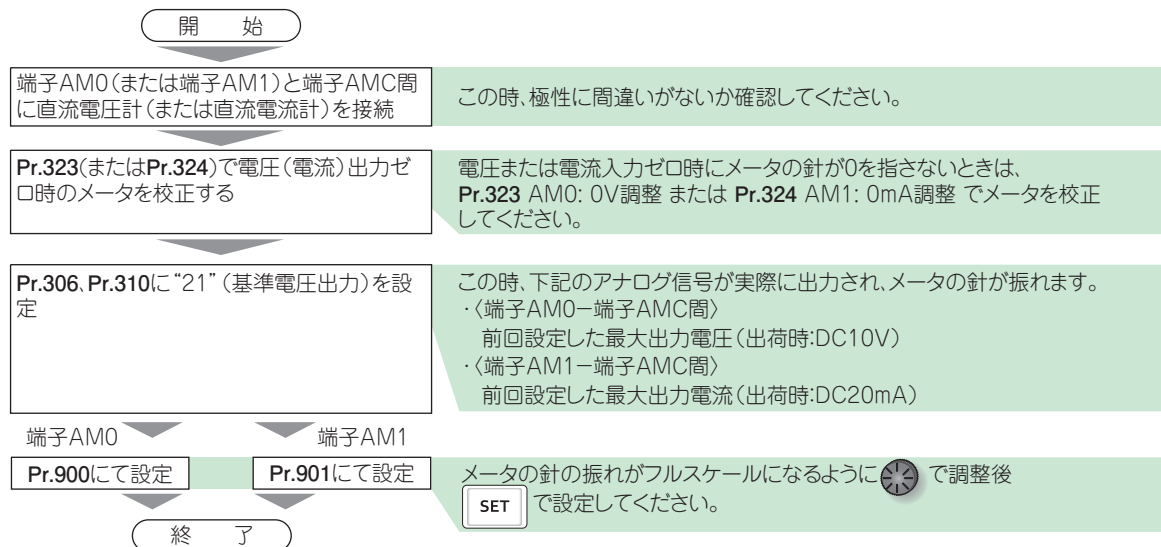 開　始
端子AM0（または端子AM1）と端子AMC間
に直流電圧計（または直流電流計）を接続
この時、極性に間違いがないか確認してください。
Pr.323(またはPr.324)で電圧（電流）出力ゼ
ロ時のメータを校正する
電圧または電流入力ゼロ時にメータの針が0を指さないときは、
Pr.323 AM0: 0V調整 または Pr.324 AM1: 0mA調整 でメータを校正
してください。
Pr.306、Pr.310に“21”（基準電圧出力）を設
定
この時、下記のアナログ信号が実際に出力され、メータの針が振れます。
・〈端子AM0−端子AMC間〉
前回設定した最大出力電圧（出荷時：DC10V）
・〈端子AM1−端子AMC間〉
前回設定した最大出力電流（出荷時：DC20mA）
端子AM0
端子AM1
Pr.900にて設定
Pr.901にて設定
メータの針の振れがフルスケールになるように で調整後
SET で設定してください。
終　了